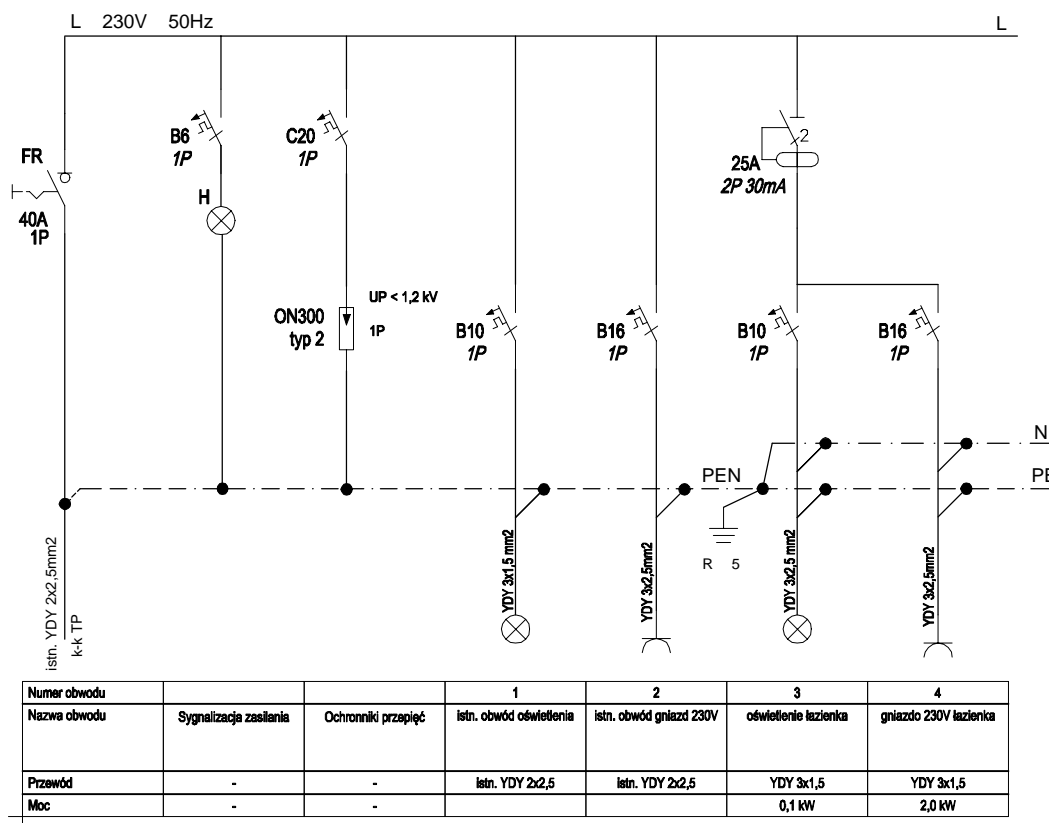 L 230V 50Hz
L
FR
40A
1P
B6
1P
H
C20
1P
ON300
typ 2
UP < 1,2 kV
1P
B10
1P
B16
1P
25A
2P 30mA
2
B10
1P
B16
1P
N
PEN
PE
R 5
istn. YDY 2x2,5mm2
k-k TP
YDY 3x1,5 mm2
YDY 3x2,5mm2
YDY 3x2,5 mm2
YDY 3x2,5mm2
Numer obwodu 1 2 3 4
Nazwa obwodu Sygnalizacja zasilania Ochronniki przepięć istn. obwód oświetlenia istn. obwód gniazd 230V oświetlenie łazienka gniazdo 230V łazienka
Przewód - - istn. YDY 2x2,5 istn. YDY 2x2,5 YDY 3x1,5 YDY 3x1,5
Moc - - 0,1 kW 2,0 kW